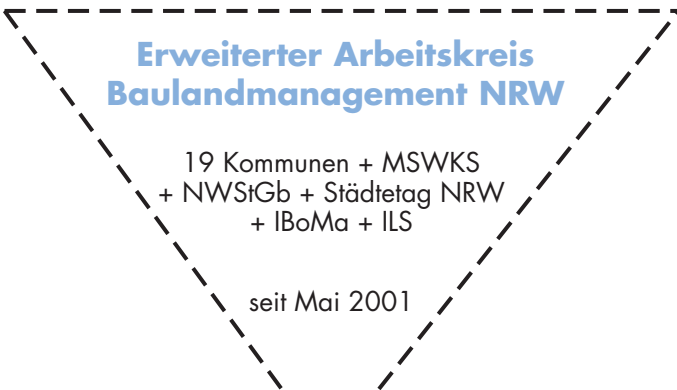 Erweiterter Arbeitskreis
Baulandmanagement NRW
19 Kommunen + MSWKS
+ NWStGb + Städtetag NRW
+ IBoMa + ILS
seit Mai 2001